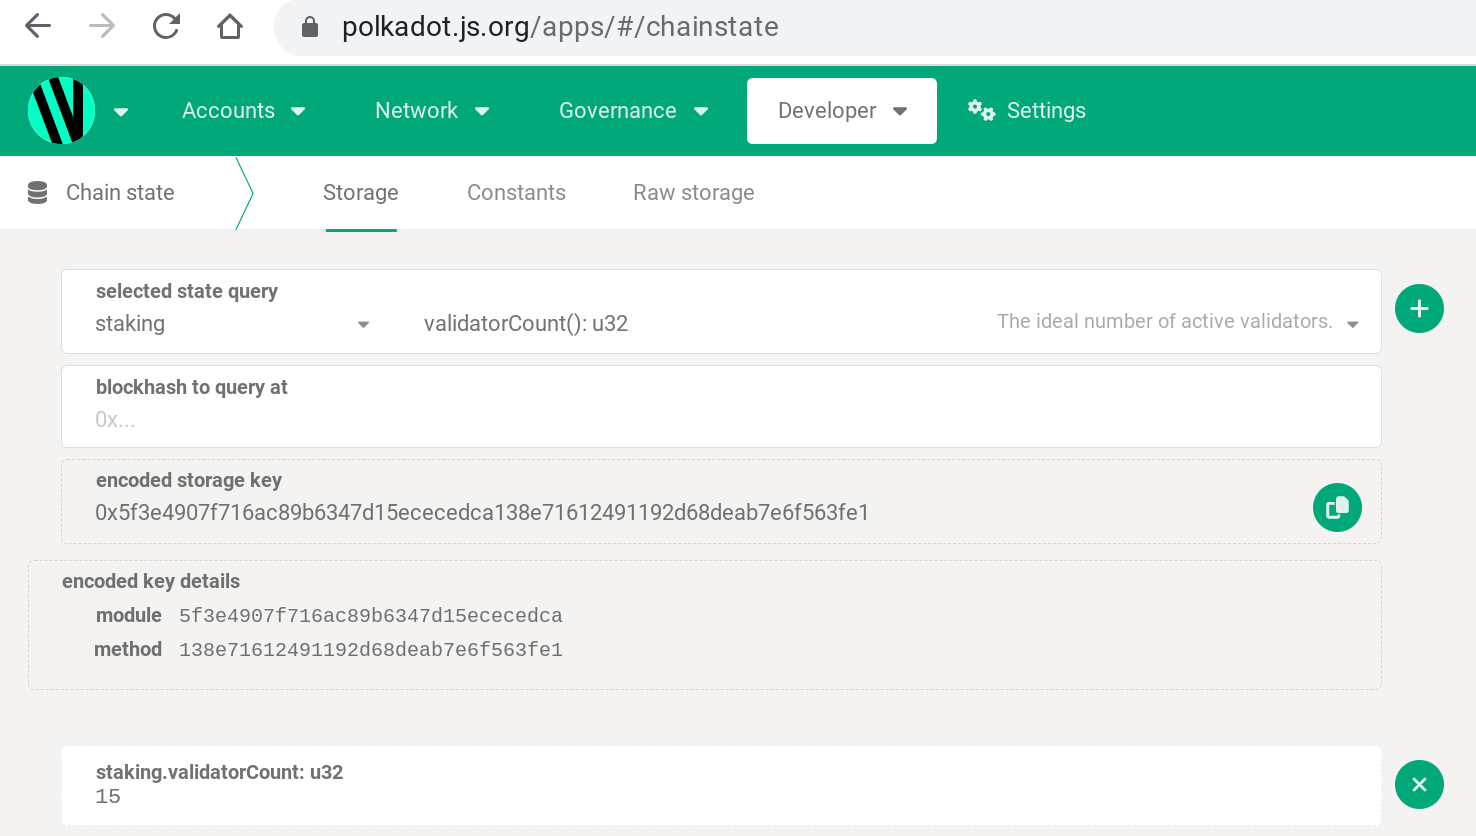 polkadot.js.org/apps/#/chainstate
Accounts Network Governance Developer Settings
Chain state Storage Constants Raw storage
selected state query
staking validatorCount(): u32 The ideal number of active validators.
blockhash to query at
0x...
encoded storage key
0x5f3e4907f716ac89b6347d15ececedca138e71612491192d68deab7e6f563fe1
encoded key details
module 5f3e4907f716ac89b6347d15ececedca
method 138e71612491192d68deab7e6f563fe1
staking.validatorCount: u32
15